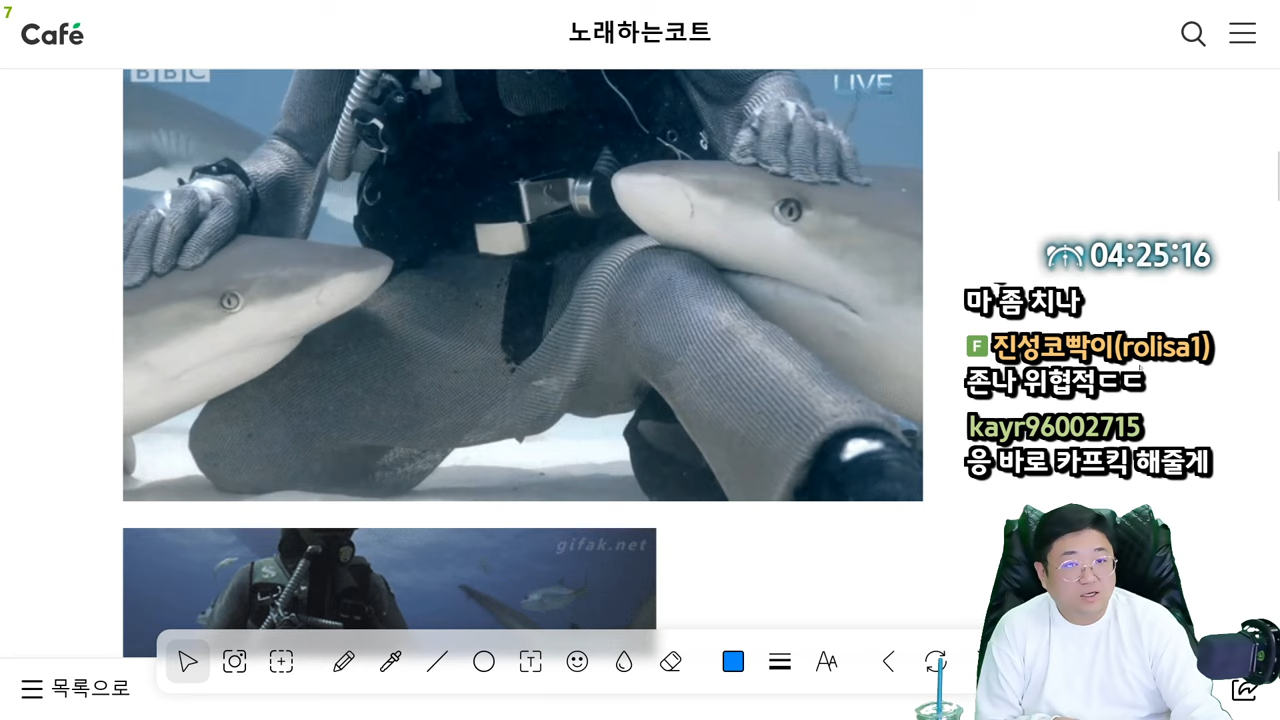 7
Café
노래하는코트
BBC
LIVE
04:25:16
마 좀 치나
F 진성코빡이(rolisa1)
존나 위협적ㄷㄷ
kayr96002715
응 바로 카프킥 해줄게
gifak.net
목록으로